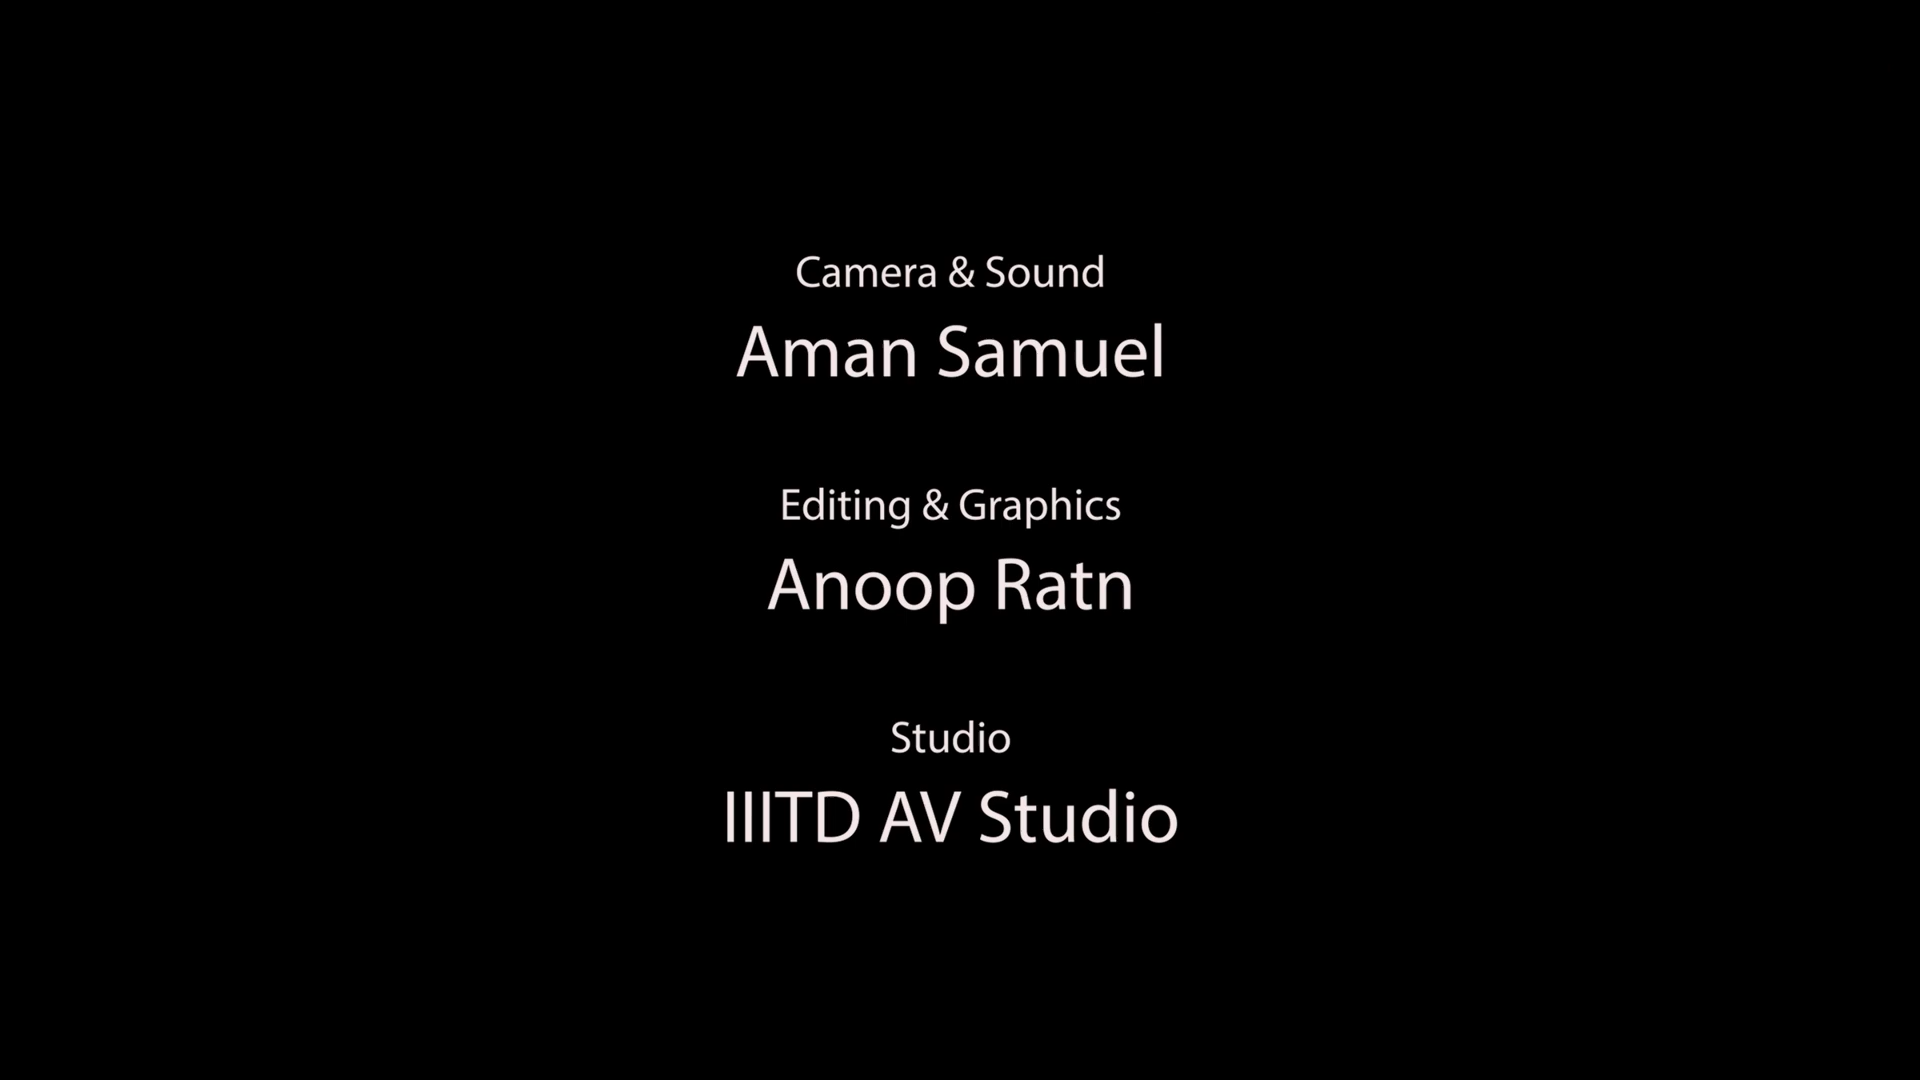 Camera & Sound
Aman Samuel
Editing & Graphics
Anoop Ratn
Studio
IIITD AV Studio